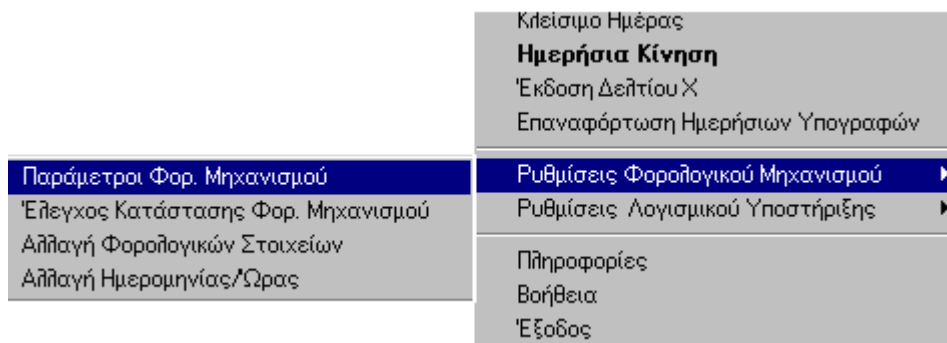 Κλείσιμο Ημέρας
Ημερήσια Κίνηση
Έκδοση Δελτίου Χ
Επαναφόρτωση Ημερήσιων Υπογραφών
Ρυθμίσεις Φορολογικού Μηχανισμού
Ρυθμίσεις Λογισμικού Υποστήριξης
Πληροφορίες
Βοήθεια
Έξοδος
Παράμετροι Φορ. Μηχανισμού
Έλεγχος Κατάστασης Φορ. Μηχανισμού
Αλλαγή Φορολογικών Στοιχείων
Αλλαγή Ημερομηνίας/Ώρας